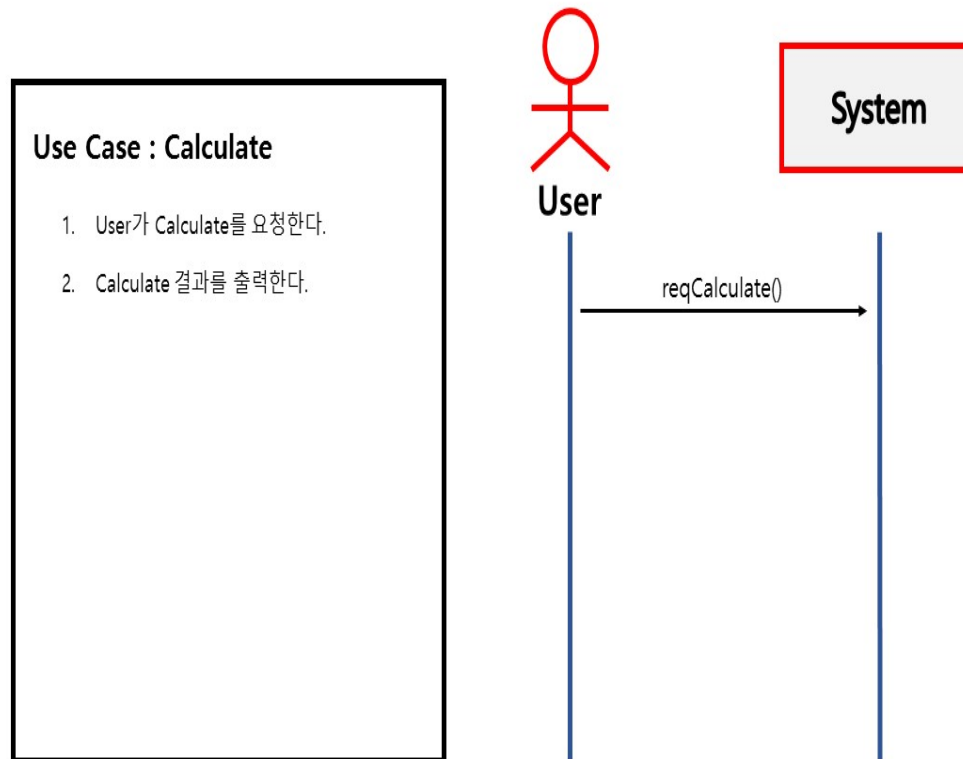 Use Case : Calculate
1. User가 Calculate를 요청한다.
2. Calculate 결과를 출력한다.
User
System
reqCalculate()